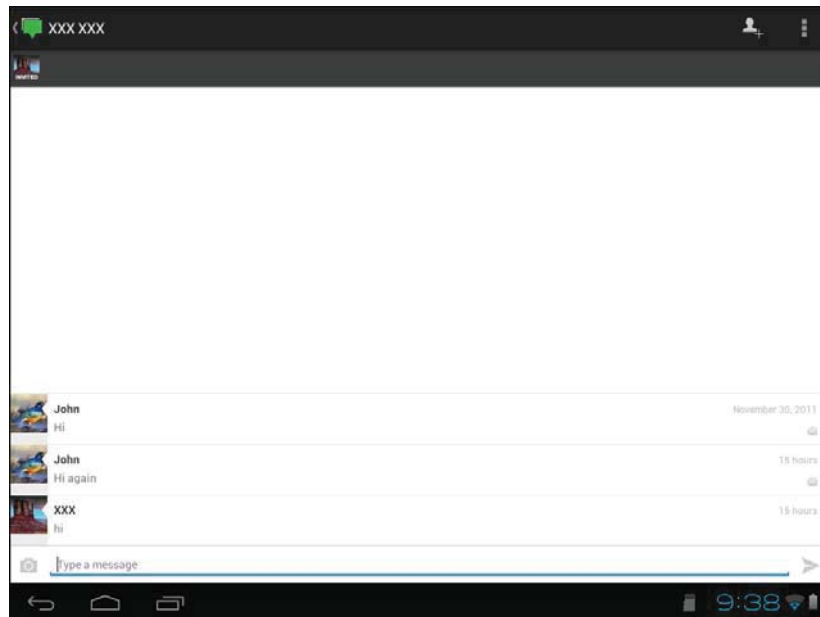 XXX XXX
INVITED
John
November 30, 2011
Hi
John
15 hours
Hi again
XXX
15 hours
hi
Type a message
9:38